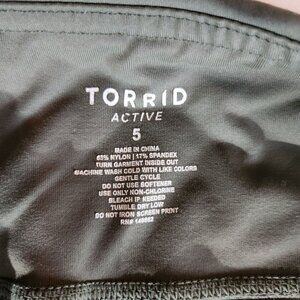 TORRID
ACTIVE
5
MADE IN CHINA
NYLON | 17% SPANDEX
TURN GARMENT INSIDE OUT
MACHINE WASH COLD WITH LIKE COLORS
GENTLE CYCLE
DO NOT USE SOFTENER
USE ONLY NON-CHLORINE
BLEACH IF NEEDED
TUMBLE DRY LOW
DO NOT IRON SCREEN PRINT
RN#